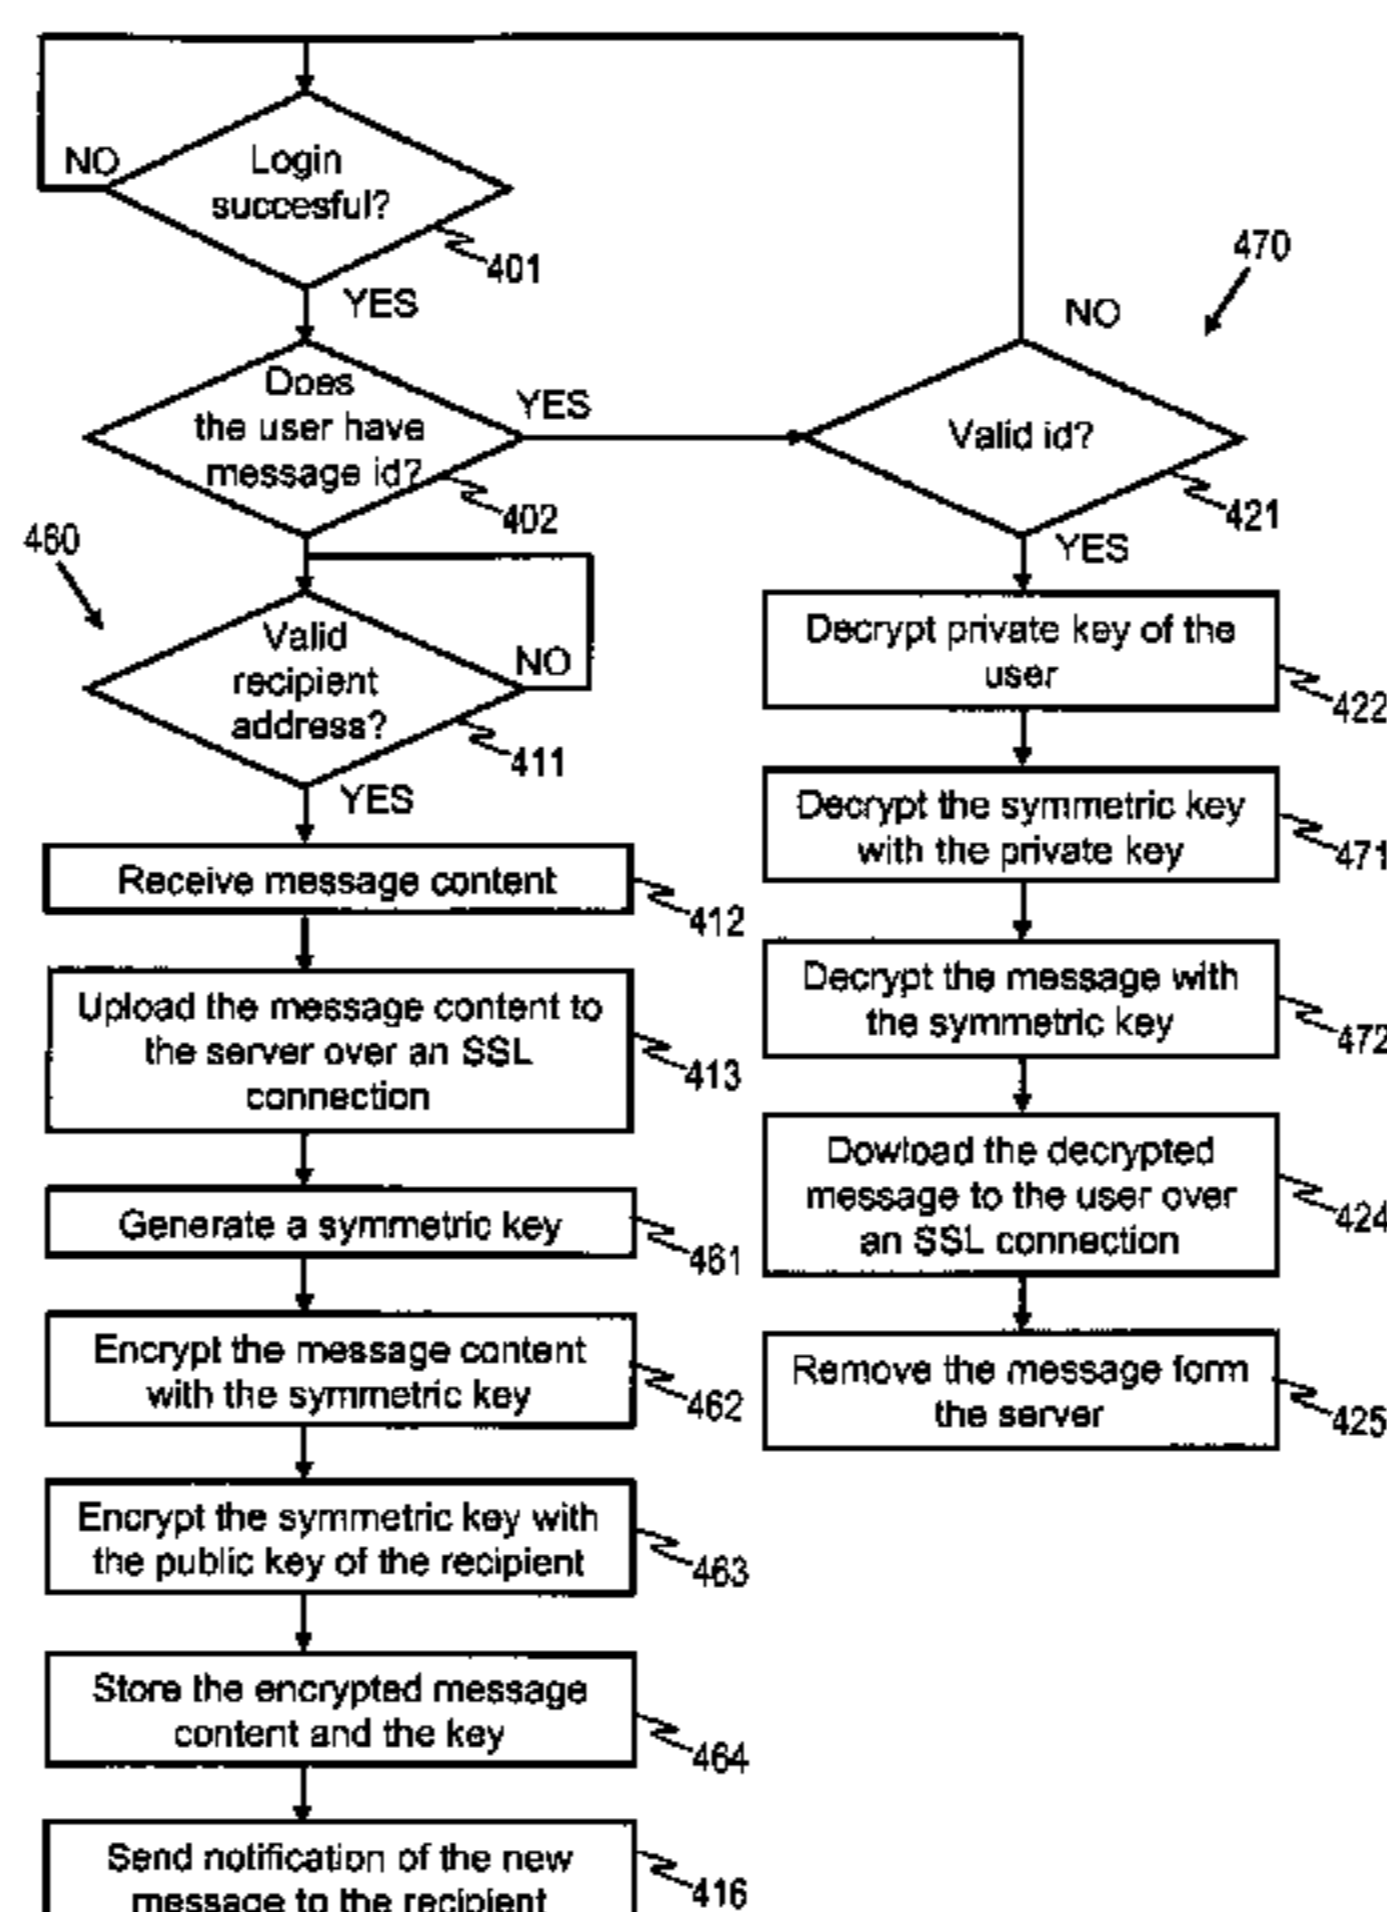 NO
Login
succesful?
401
YES
470
NO
Does
the user have
message id?
YES
402
Valid id?
421
YES
460
Valid
recipient
address?
NO
411
YES
Receive message content
412
Upload the message content to
the server over an SSL
connection
413
Generate a symmetric key
461
Encrypt the message content
with the symmetric key
462
Encrypt the symmetric key with
the public key of the recipient
463
Store the encrypted message
content and the key
464
Send notification of the new
message to the recipient
416
Decrypt private key of the
user
422
Decrypt the symmetric key
with the private key
471
Decrypt the message with
the symmetric key
472
Dowload the decrypted
message to the user over
an SSL connection
424
Remove the message form
the server
425